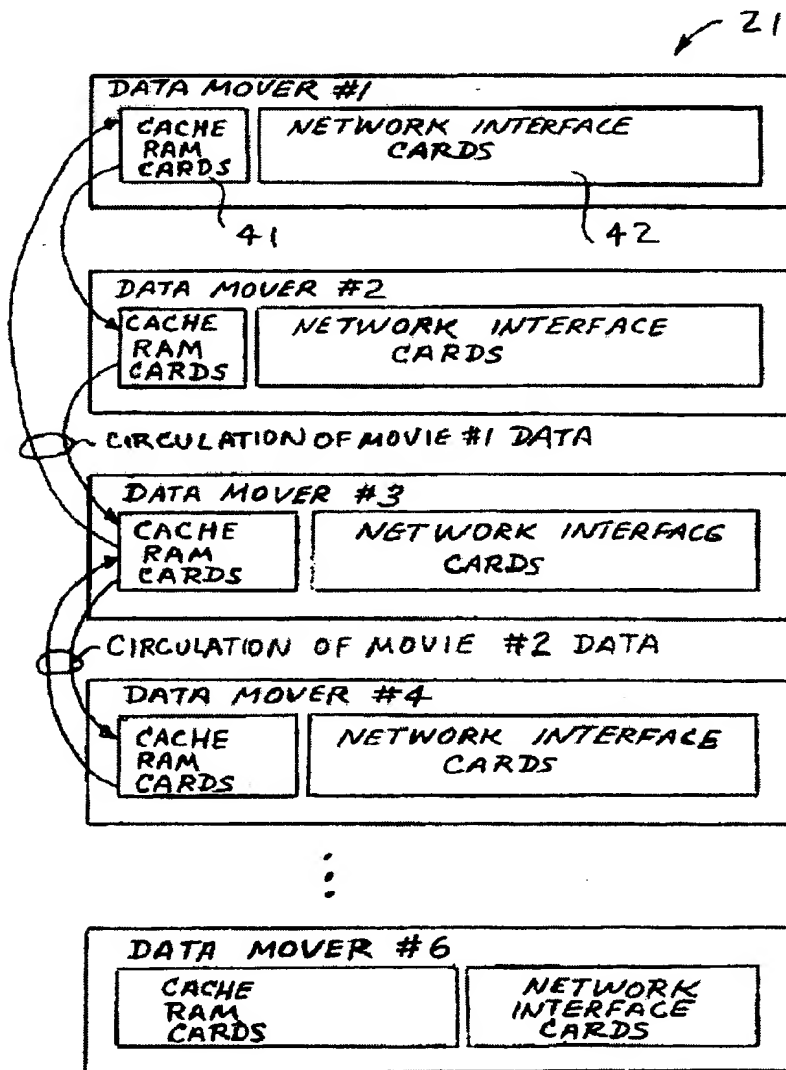 21
DATA MOVER #1
CACHE
RAM
CARDS
NETWORK INTERFACE
CARDS
41
42
DATA MOVER #2
CACHE
RAM
CARDS
NETWORK INTERFACE
CARDS
CIRCULATION OF MOVIE #1 DATA
DATA MOVER #3
CACHE
RAM
CARDS
NETWORK INTERFACE
CARDS
CIRCULATION OF MOVIE #2 DATA
DATA MOVER #4
CACHE
RAM
CARDS
NETWORK INTERFACE
CARDS
DATA MOVER #6
CACHE
RAM
CARDS
NETWORK
INTERFACE
CARDS